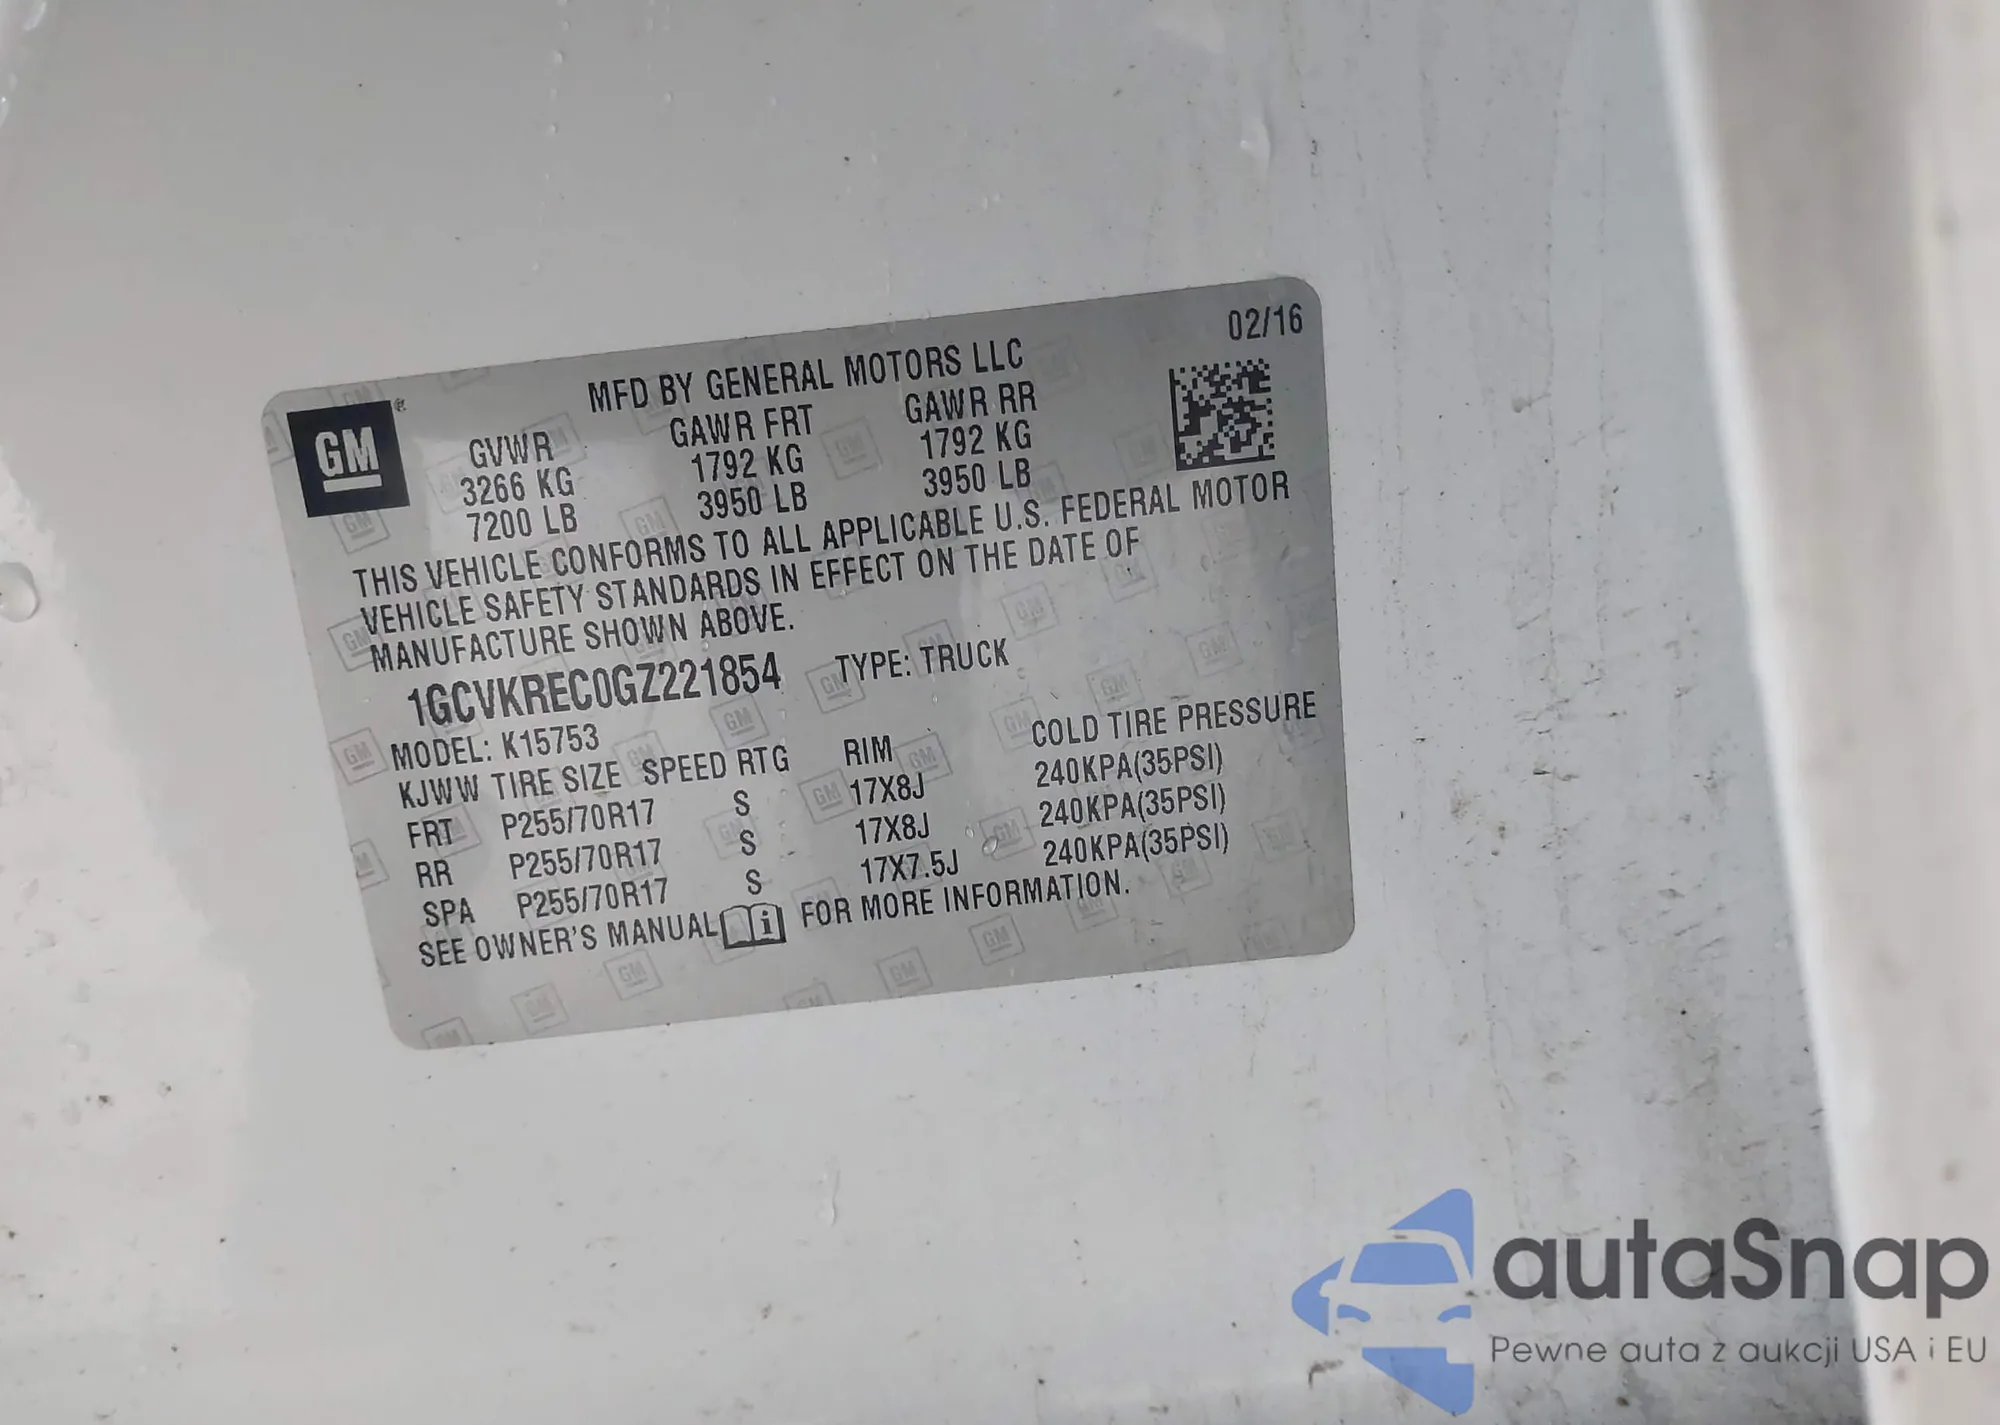 02/16
MFD BY GENERAL MOTORS LLC
GM®
GVWR GAWR FRT GAWR RR
3266 KG 1792 KG 1792 KG
7200 LB 3950 LB 3950 LB
THIS VEHICLE CONFORMS TO ALL APPLICABLE U.S. FEDERAL MOTOR
VEHICLE SAFETY STANDARDS IN EFFECT ON THE DATE OF
MANUFACTURE SHOWN ABOVE.
1GCVKREC0GZ221854 TYPE: TRUCK
MODEL: K15753
KJWW TIRE SIZE SPEED RTG RIM COLD TIRE PRESSURE
FRT P255/70R17 S 17X8J 240KPA(35PSI)
RR P255/70R17 S 17X8J 240KPA(35PSI)
SPA P255/70R17 S 17X7.5J 240KPA(35PSI)
SEE OWNER'S MANUAL i FOR MORE INFORMATION.
autaSnap
Pewne auta z aukcji USA i EU